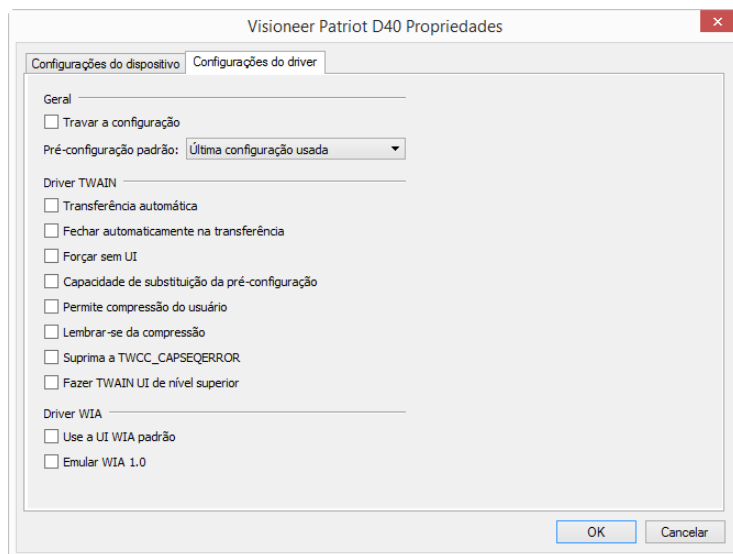 Visioneer Patriot D40 Propriedades
Configurações do dispositivo
Configurações do driver
Geral
Travar a configuração
Pré-configuração padrão: Última configuração usada
Driver TWAIN
Transferência automática
Fechar automaticamente na transferência
Forçar sem UI
Capacidade de substituição da pré-configuração
Permite compressão do usuário
Lembrar-se da compressão
Suprima a TWCC_CAPSEQERROR
Fazer TWAIN UI de nível superior
Driver WIA
Use a UI WIA padrão
Emular WIA 1.0
OK
Cancelar